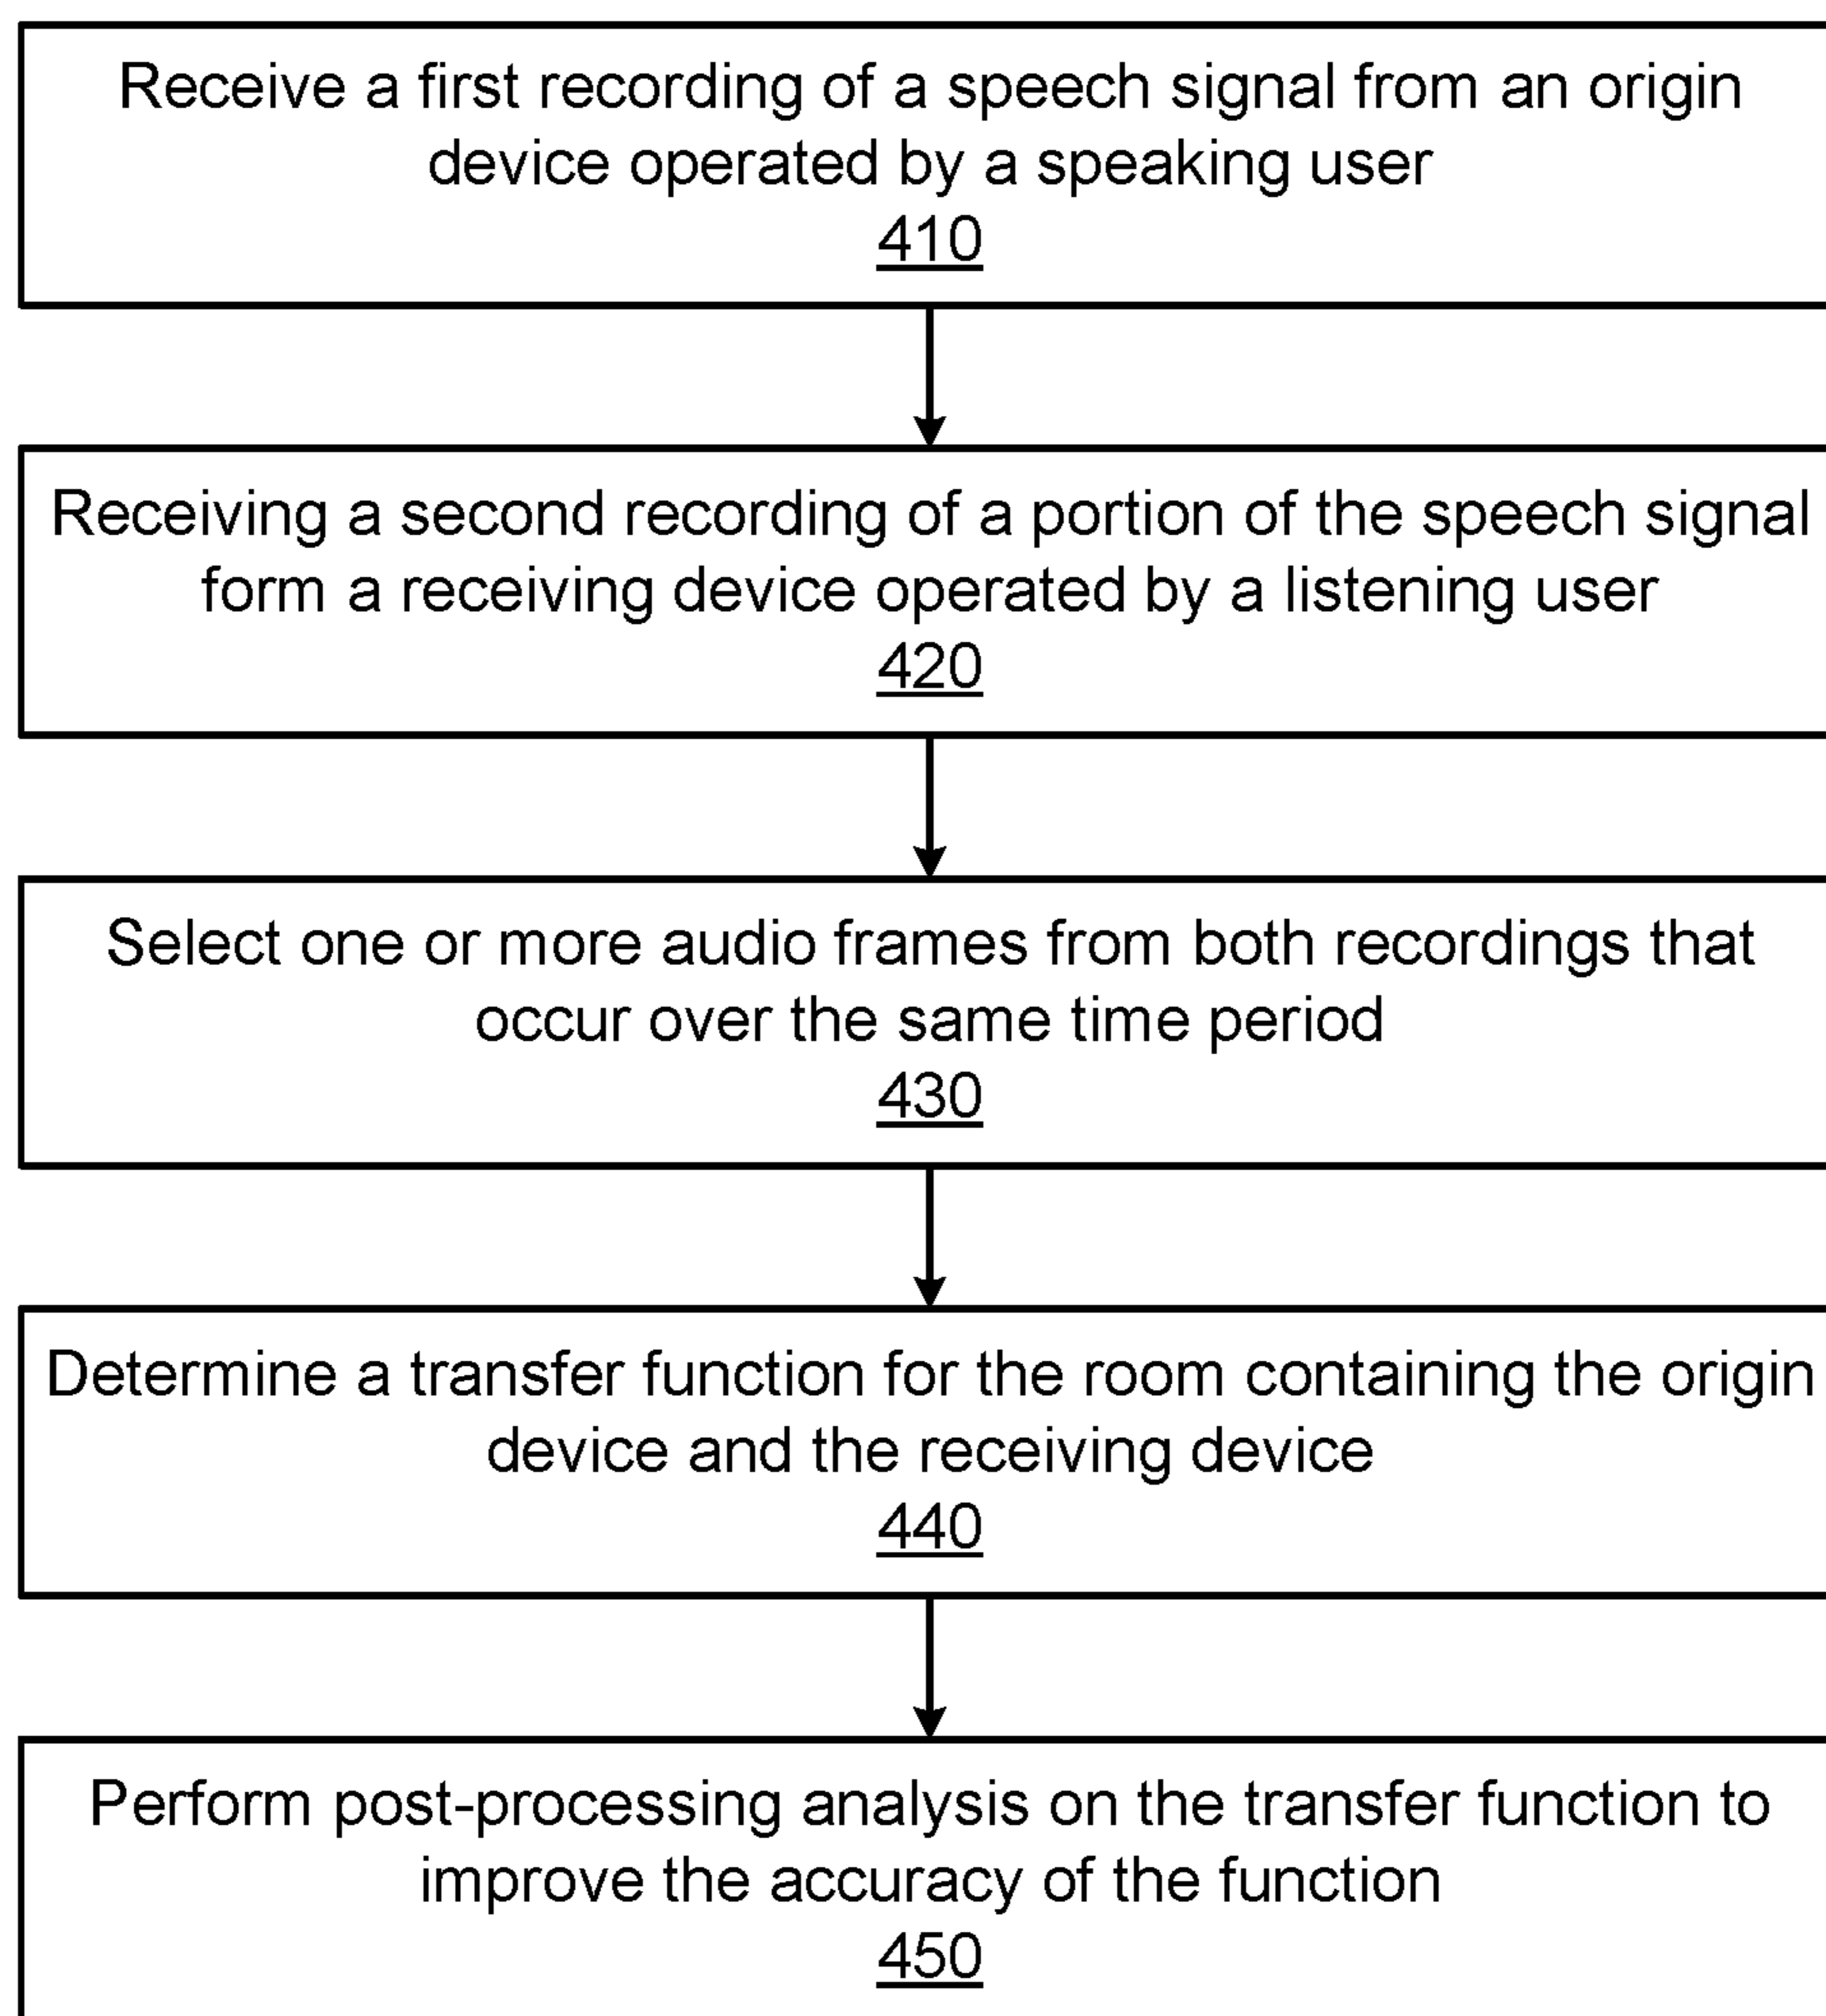 Receive a first recording of a speech signal from an origin
device operated by a speaking user
410
Receiving a second recording of a portion of the speech signal
form a receiving device operated by a listening user
420
Select one or more audio frames from both recordings that
occur over the same time period
430
Determine a transfer function for the room containing the origin
device and the receiving device
440
Perform post-processing analysis on the transfer function to
improve the accuracy of the function
450